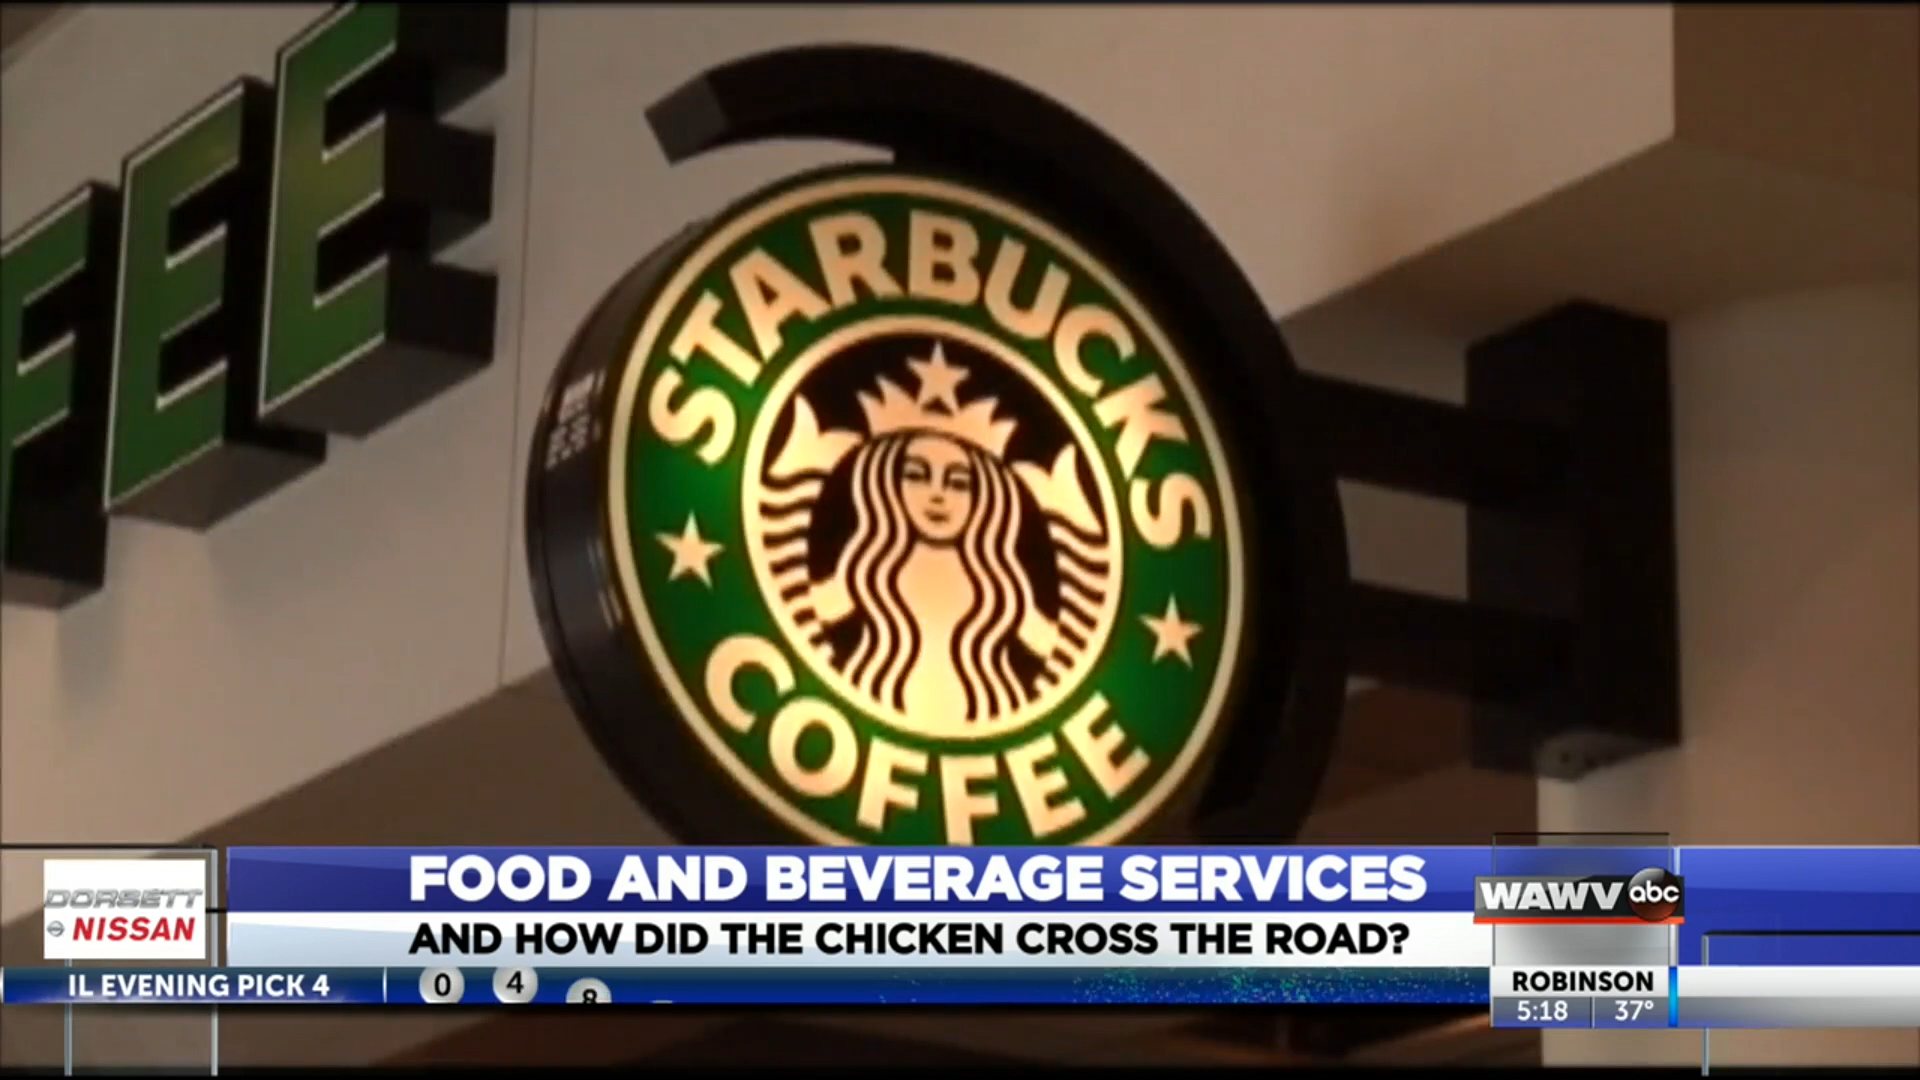 FEE
STARBUCKS
COFFEE
DORSETT
NISSAN
FOOD AND BEVERAGE SERVICES
AND HOW DID THE CHICKEN CROSS THE ROAD?
WAWV abc
IL EVENING PICK 4
0 4 8
ROBINSON
5:18 37°